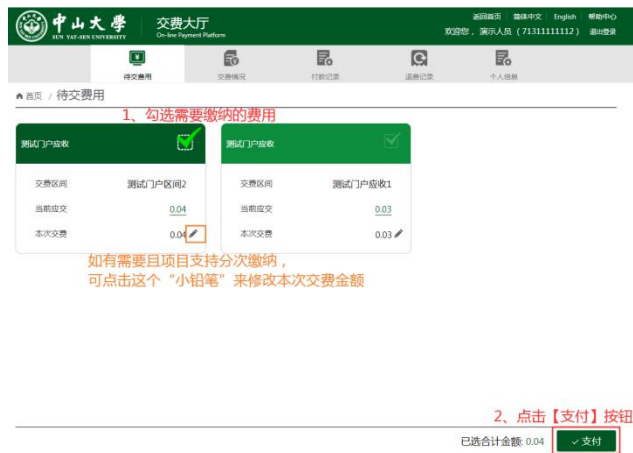 返回首页 简体中文 English 帮助中心
中山大學 交费大厅
SUN YAT-SEN UNIVERSITY On-line Payment Platform
欢迎您，演示人员（71311111112） 退出登录
待交费用 交费情况 付款记录 退费记录 个人信息
首页 / 待交费用
1、勾选需要缴纳的费用
测试门户应收 测试门户应收
交费区间 测试门户区间2 交费区间 测试门户应收1
当前应交 0.04 当前应交 0.03
本次交费 0.04 本次交费 0.03
如有需要且项目支持分次缴纳，
可点击这个“小铅笔”来修改本次交费金额
2、点击【支付】按钮
已选合计金额: 0.04 支付